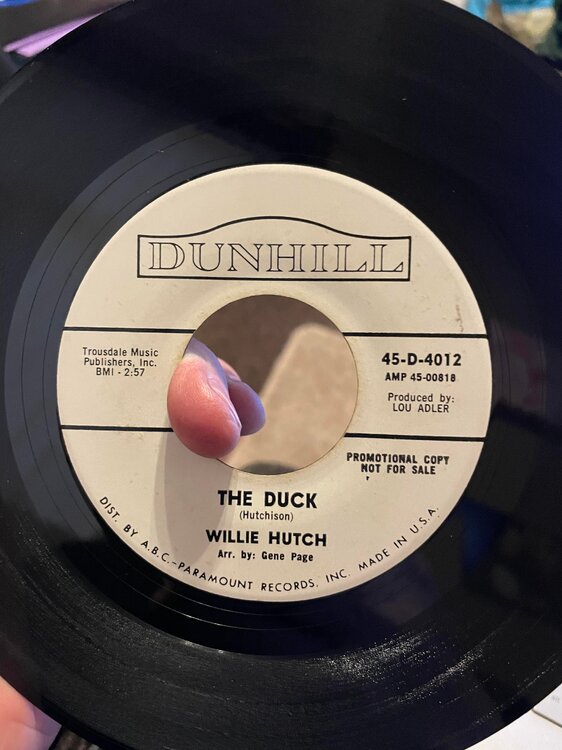 DUNHILL
Trousdale Music
Publishers, Inc.
BMI - 2:57
45-D-4012
AMP 45-00818
Produced by:
LOU ADLER
PROMOTIONAL COPY
NOT FOR SALE
THE DUCK
(Hutchison)
WILLIE HUTCH
Arr. by: Gene Page
DIST. BY A.B.C.-PARAMOUNT RECORDS, INC. MADE IN U.S.A.